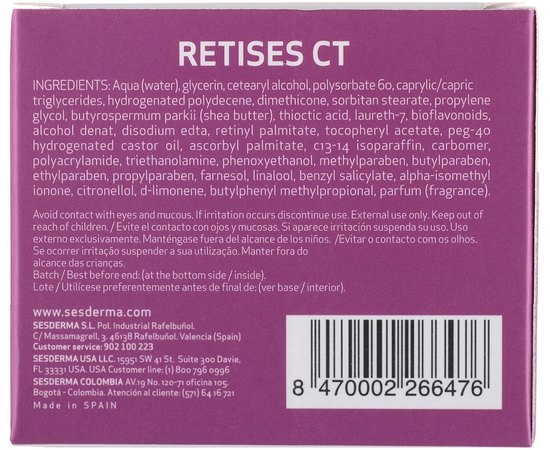 RETISES CT
INGREDIENTS: Aqua (water), glycerin, cetearyl alcohol, polysorbate 60, caprylic/capric
triglycerides, hydrogenated polydecene, dimethicone, sorbitan stearate, propylene
glycol, butyrospermum parkii (shea butter), thioctic acid, laureth-7, bioflavonoids,
alcohol denat, disodium edta, retinyl palmitate, tocopheryl acetate, peg-40
hydrogenated castor oil, ascorbyl palmitate, c13-14 isoparaffin, carbomer,
polyacrylamide, triethanolamine, phenoxyethanol, methylparaben, butylparaben,
ethylparaben, propylparaben, farnesol, linalool, benzyl salicylate, alpha-isomethyl
ionone, citronellol, d-limonene, butylphenyl methylpropional, parfum (fragrance).
Avoid contact with eyes and mucous. If irritation occurs discontinue use. External use only. Keep out of
reach of children. / Evite el contacto con ojos y mucosas. Si aparece irritación suspenda su uso. Uso
externo exclusivamente. Manténgase fuera del alcance de los niños. /Evitar o contacto com os olhos.
Se ocorrer irritação suspender a sua utilização. Manter fora do
alcance das crianças.
Batch / Best before end: (at the bottom side / inside).
Lote / Utilícese preferentemente antes de final de: (ver base / interior).
www.sesderma.com
SESDERMA S.L. Pol. Industrial Rafelbuñol.
C/ Massamagrell, 3. 46138 Rafelbuñol. Valencia (Spain)
Customer service: 902 100 223
SESDERMA USA LLC. 15951 SW 41 St. Suite 300 Davie,
FL 33331 USA. USA Customer line: (1) 800 796 0996
SESDERMA COLOMBIA AV.19 No. 120-71 oficina 105.
Bogotá - Colombia. Atención al cliente: (571) 64 16 721
Made in SPAIN
8 470002 266476